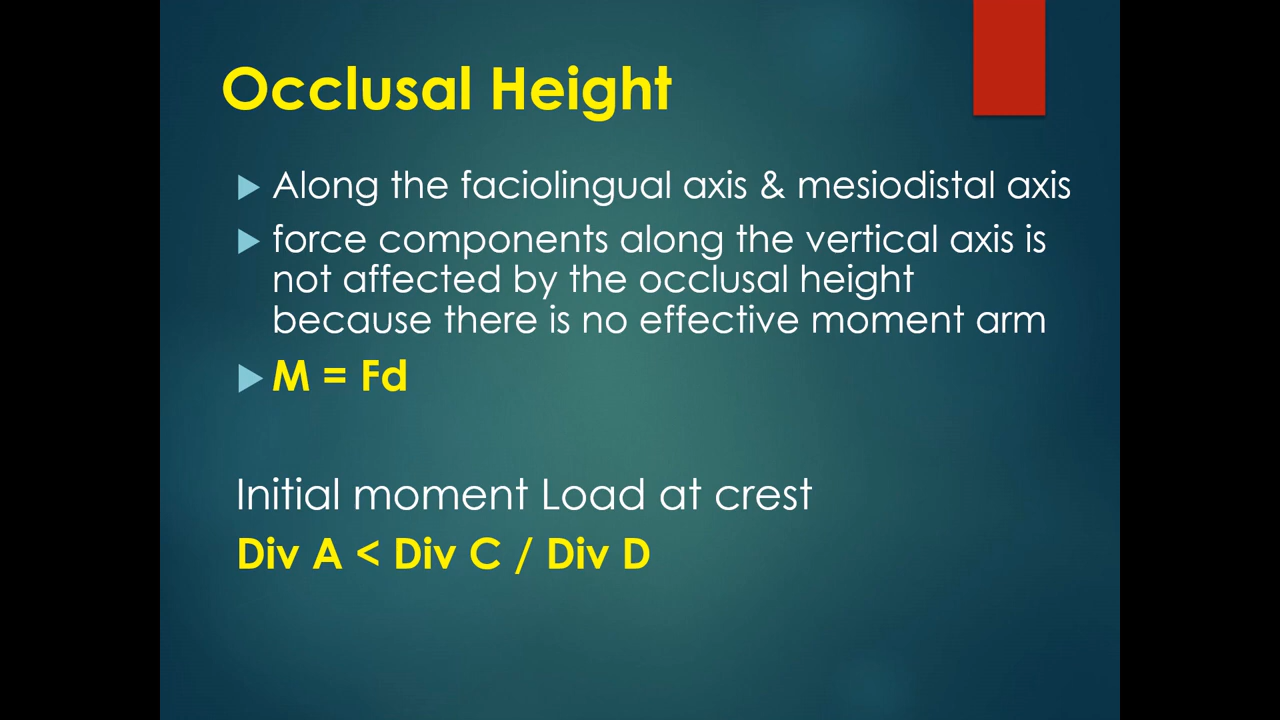 Occlusal Height
Along the faciolingual axis & mesiodistal axis
force components along the vertical axis is
not affected by the occlusal height
because there is no effective moment arm
M = Fd
Initial moment Load at crest
Div A < Div C / Div D